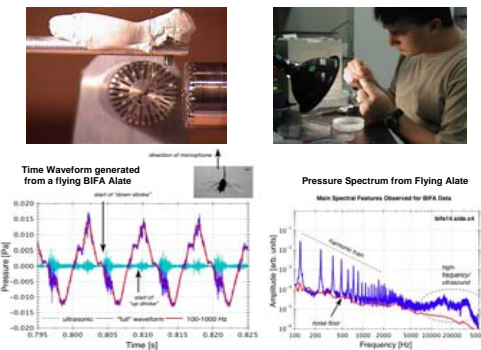 Time Waveform generated
from a flying BIFA Alate
direction of microphone
start of "down stroke"
0.020
0.015
0.010
0.005
0.000
-0.005
-0.010
-0.015
-0.020
Pressure [Pa]
start of
"up stroke"
ultrasonic
"full" waveform
100-1000 Hz
0.795
0.800
0.805
0.810
0.815
0.820
0.825
Time [s]
Pressure Spectrum from Flying Alate
Main Spectral Features Observed for BIFA Data
bifa14.side.c4
harmonic train
high-
frequency/
ultrasound
noise floor
Amplitude [arb. units]
100
200
500
1000
2000
5000
10000
20000
Frequency [Hz]